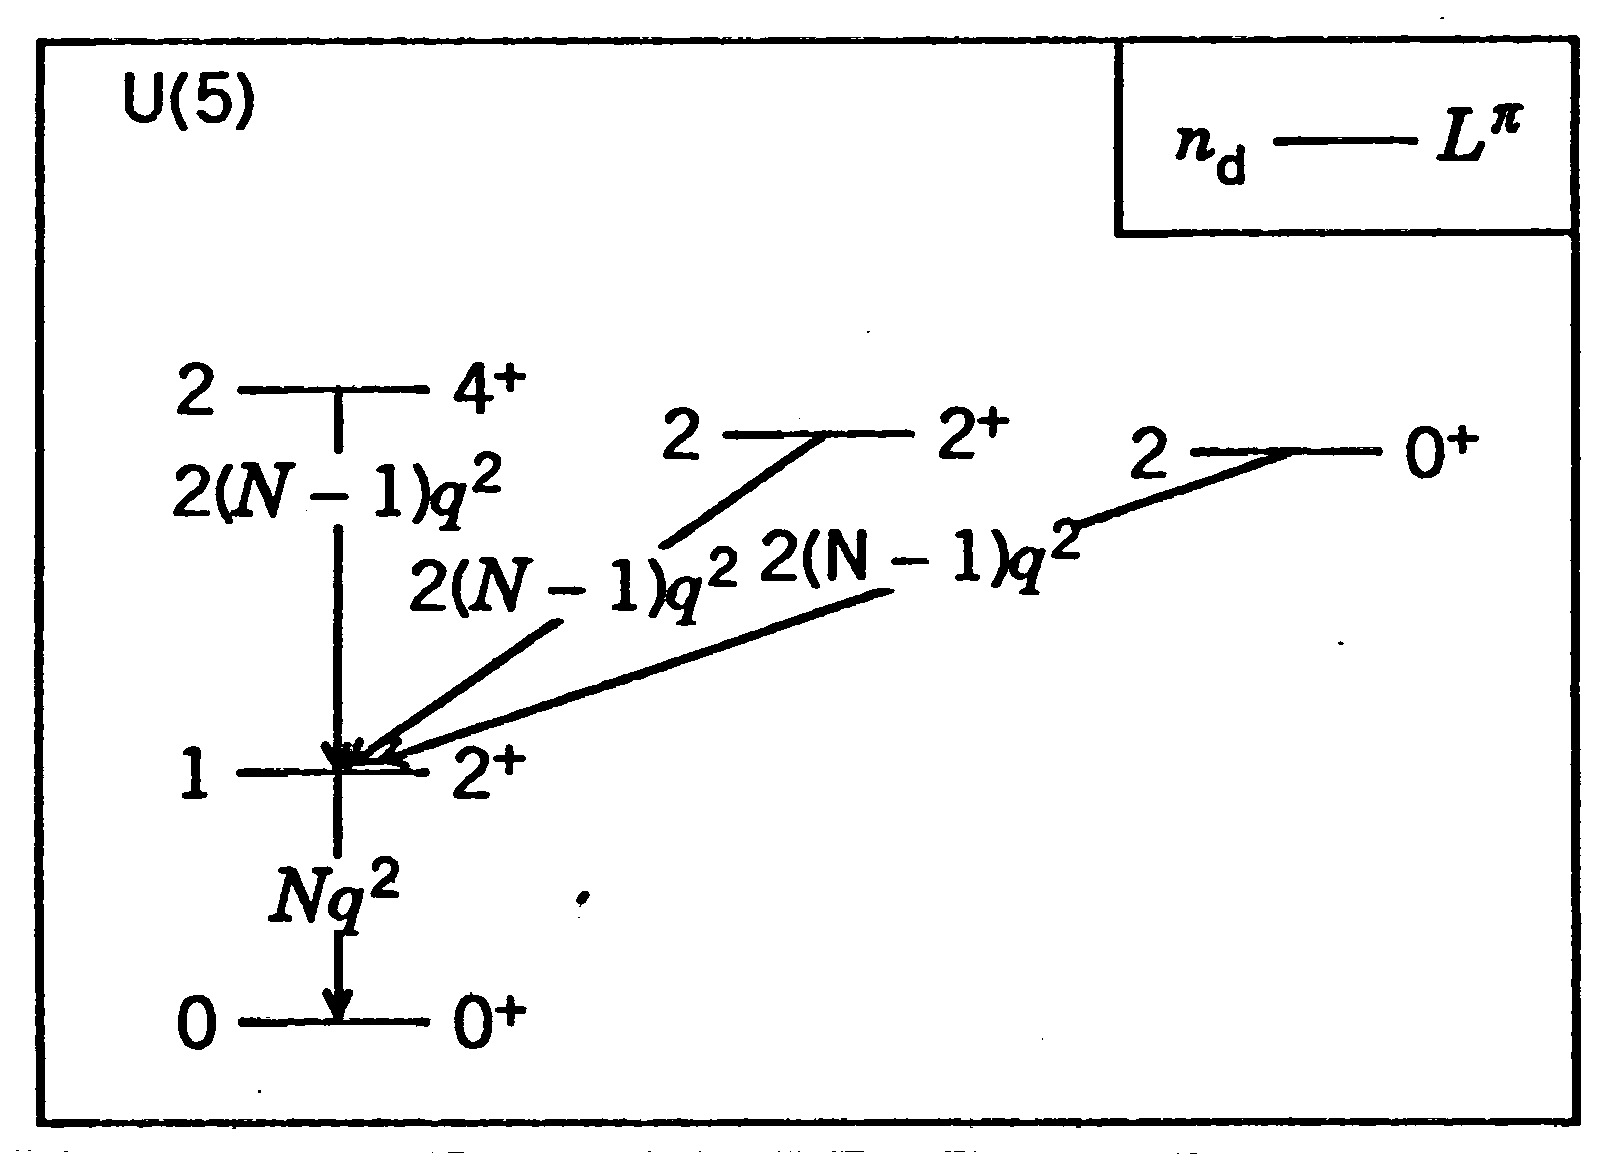 U(5)
n_d — L^π
2 4⁺
2 2⁺
2 0⁺
2(N − 1)q²
2(N − 1)q²
2(N − 1)q²
1 2⁺
Nq²
0 0⁺